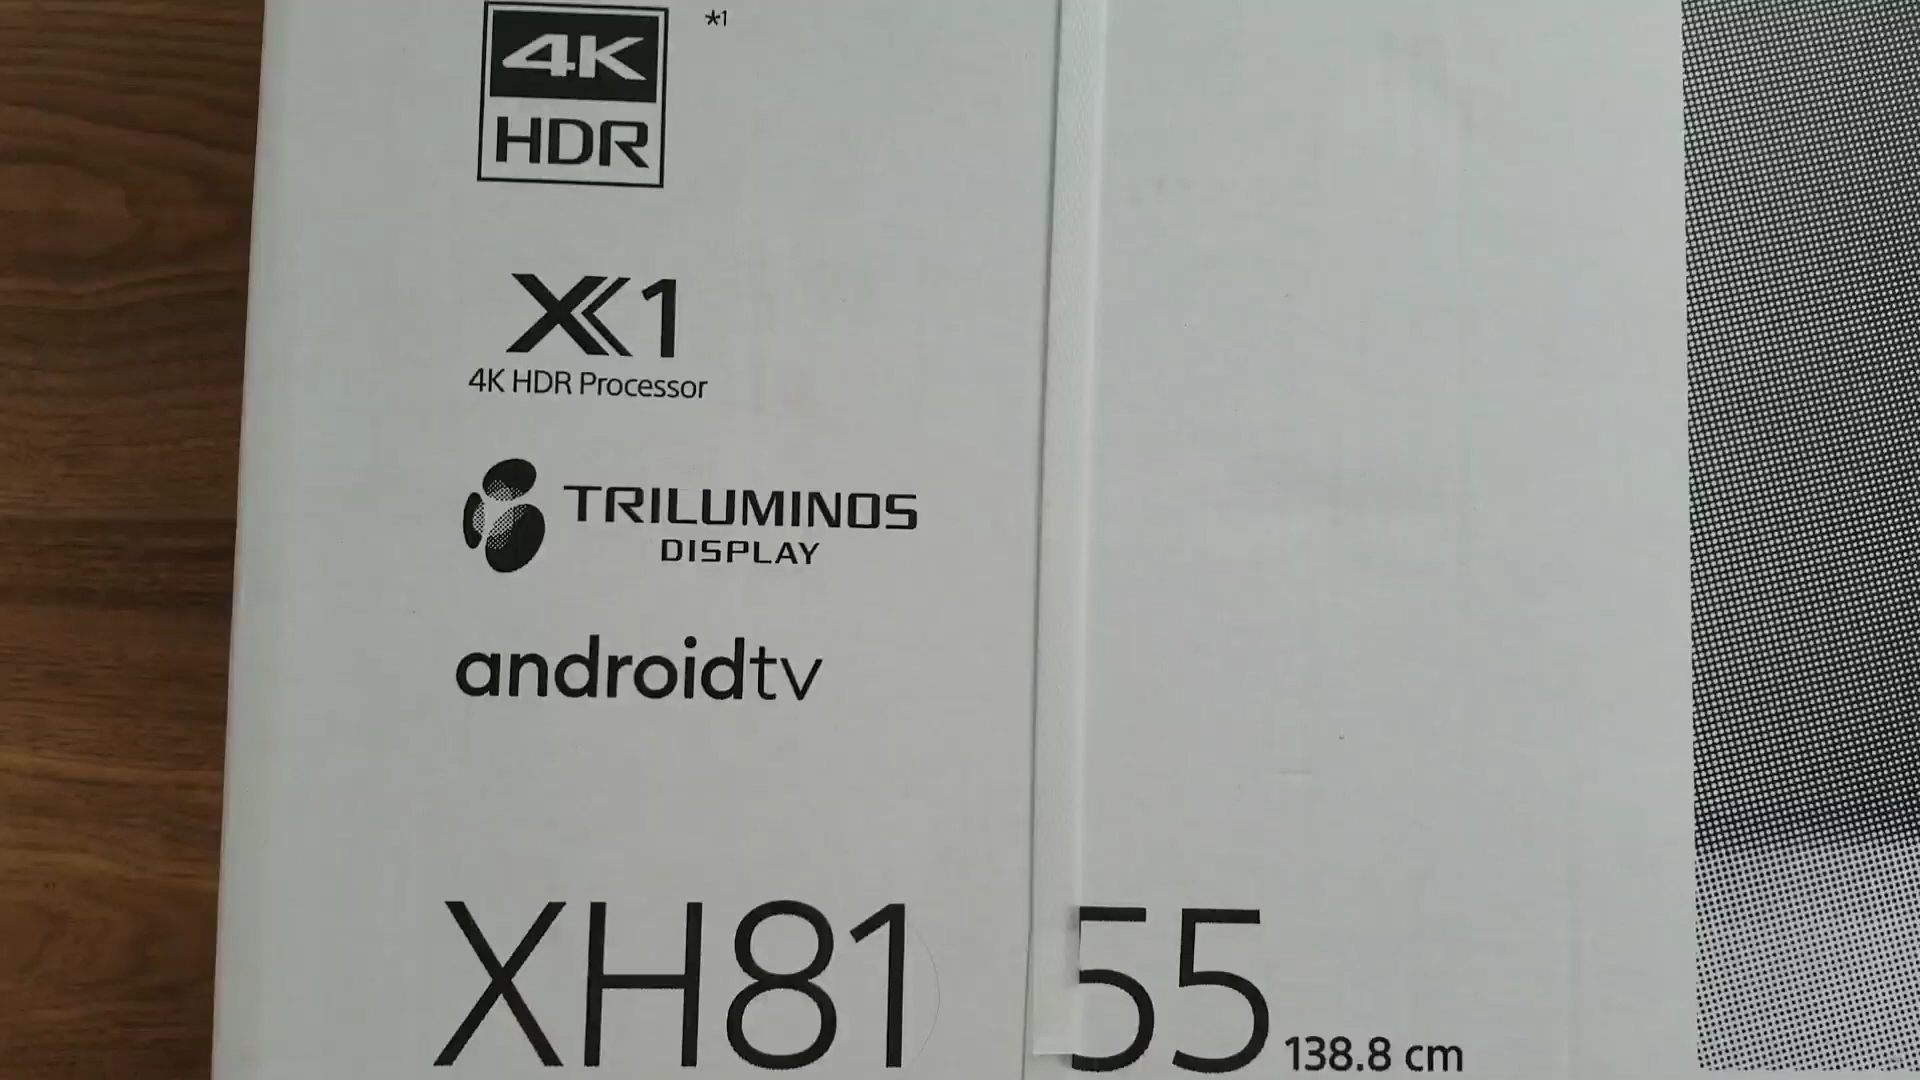 4K *1
HDR
X1
4K HDR Processor
TRILUMINOS
DISPLAY
androidtv
XH81 55 138.8 cm